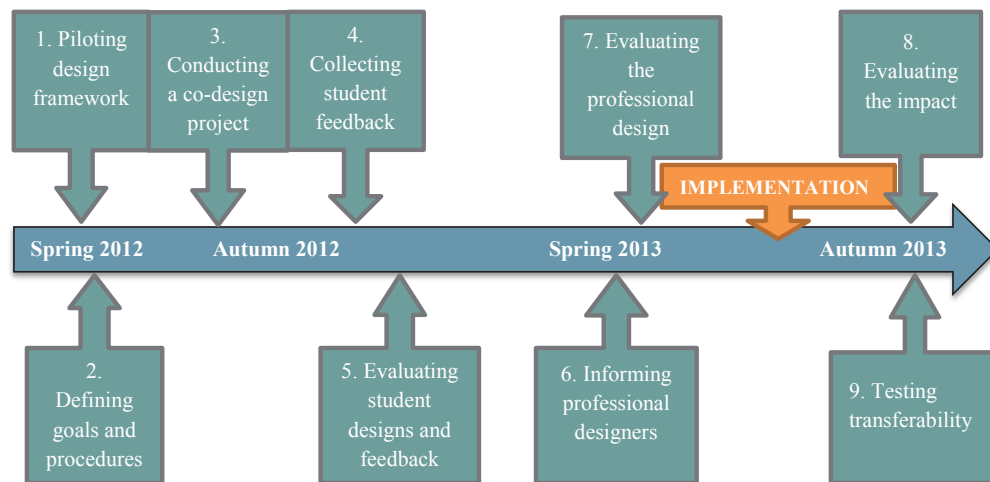 1. Piloting
design
framework
3.
Conducting
a co-design
project
4.
Collecting
student
feedback
7. Evaluating
the
professional
design
8.
Evaluating
the impact
IMPLEMENTATION
Spring 2012
Autumn 2012
Spring 2013
Autumn 2013
2.
Defining
goals and
procedures
5. Evaluating
student
designs and
feedback
6. Informing
professional
designers
9. Testing
transferability